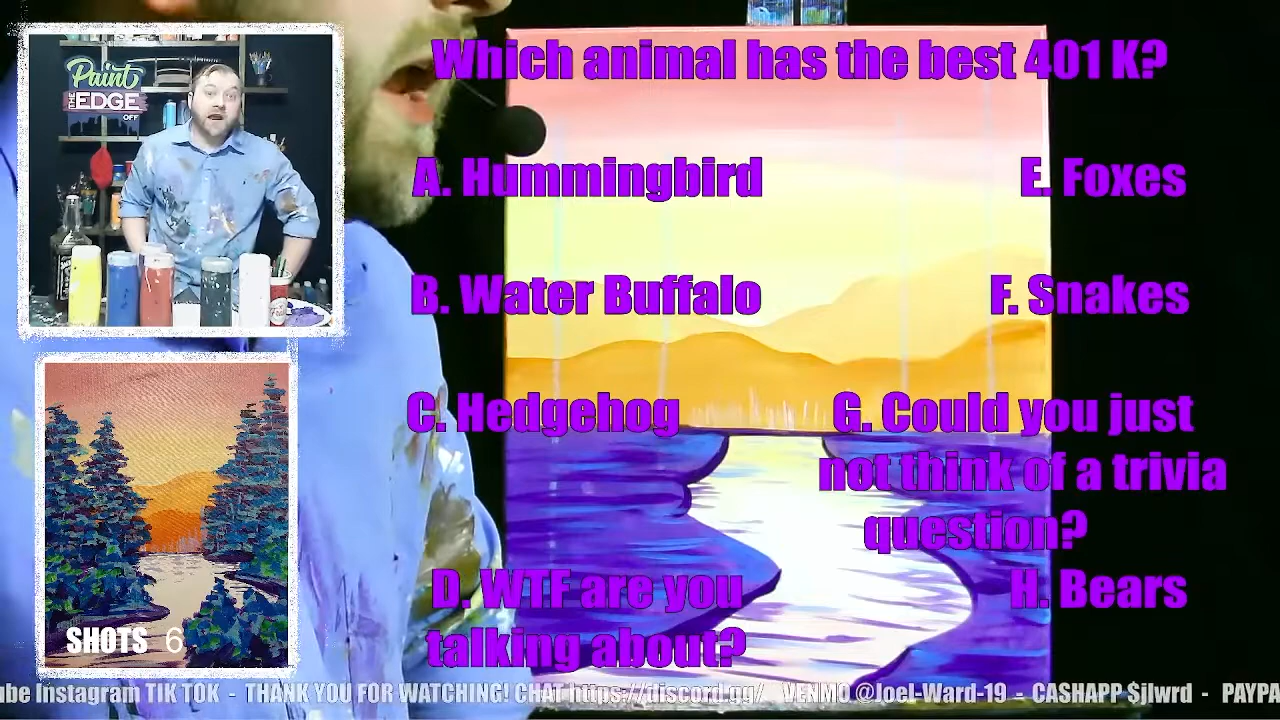 Which animal has the best 401 K?
A. Hummingbird
E. Foxes
B. Water Buffalo
F. Snakes
C. Hedgehog
G. Could you just
not think of a trivia
question?
D. WTF are you
talking about?
H. Bears
Paint
THE EDGE
OFF
SHOTS 6
ube Instagram TIK TOK - THANK YOU FOR WATCHING! CHAT https://discord.gg/ VENMO @Joel-Ward-19 - CASHAPP $jlwrd - PAYPA